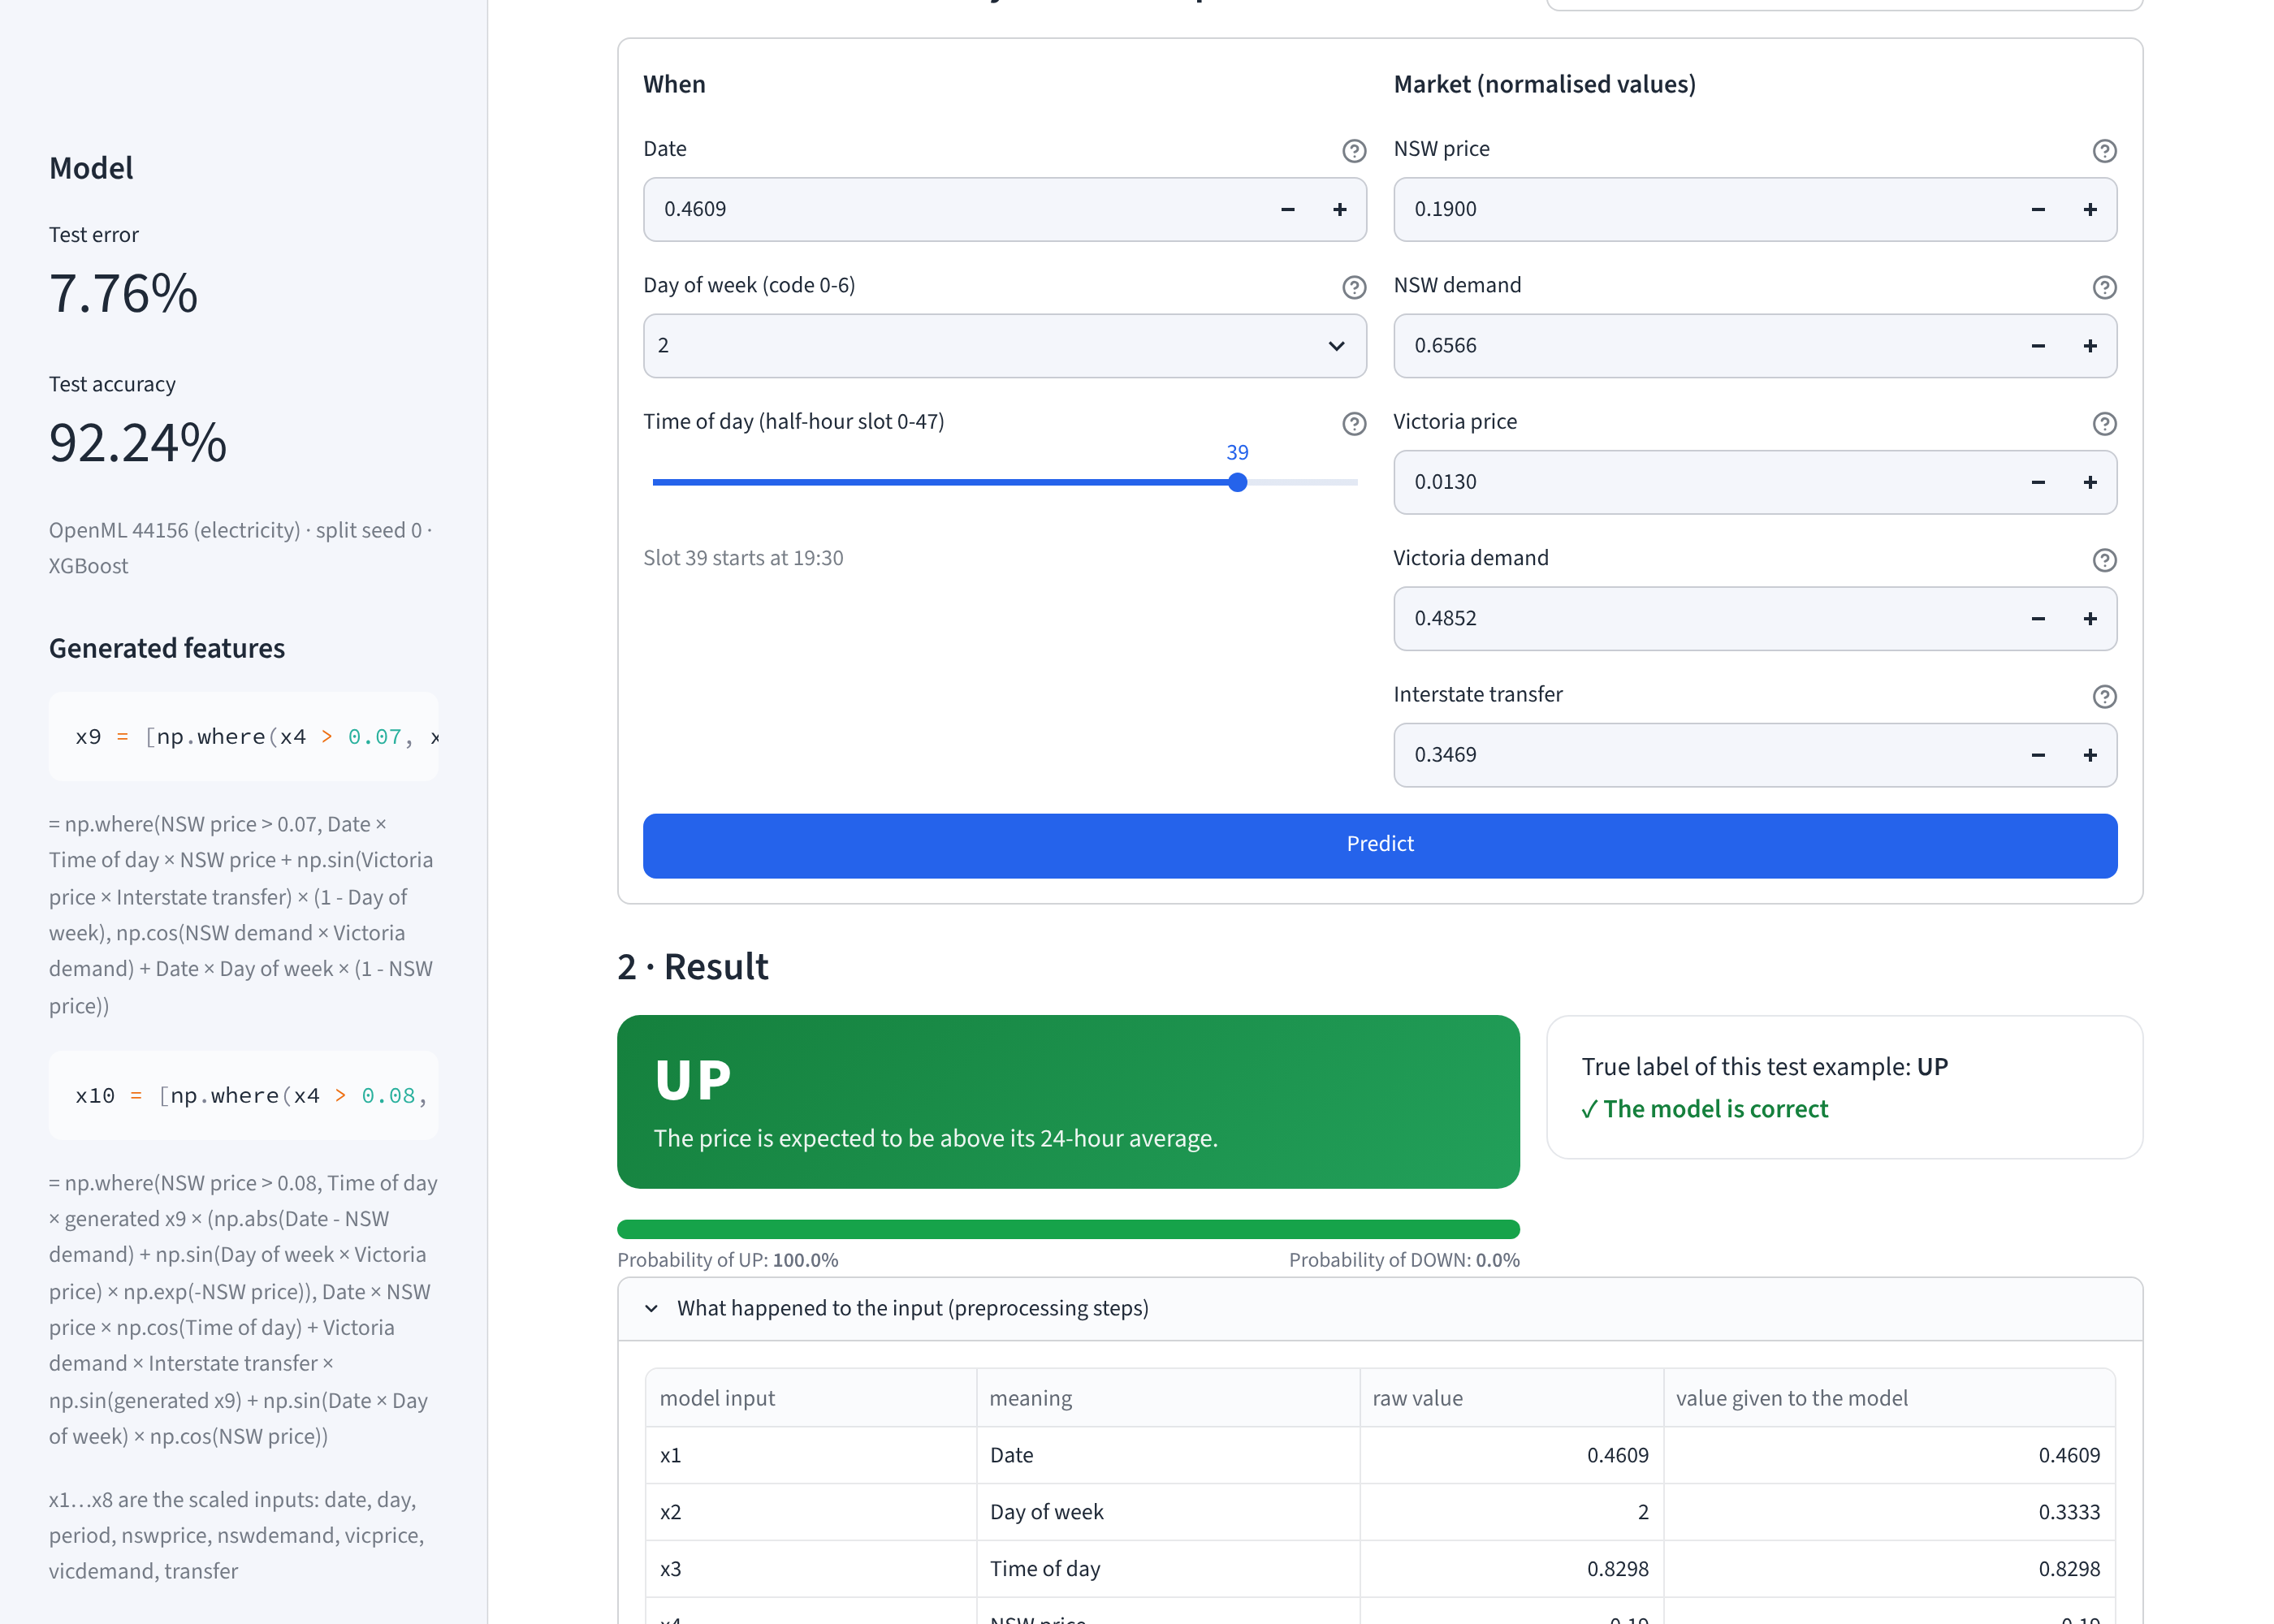 Model
Test error
7.76%
Test accuracy
92.24%
OpenML 44156 (electricity) · split seed 0 ·
XGBoost
Generated features
x9 = [np.where(x4 > 0.07, x
= np.where(NSW price > 0.07, Date ×
Time of day × NSW price + np.sin(Victoria
price × Interstate transfer) × (1 - Day of
week), np.cos(NSW demand × Victoria
demand) + Date × Day of week × (1 - NSW
price))
x10 = [np.where(x4 > 0.08,
= np.where(NSW price > 0.08, Time of day
× generated x9 × (np.abs(Date - NSW
demand) + np.sin(Day of week × Victoria
price) × np.exp(-NSW price)), Date × NSW
price × np.cos(Time of day) + Victoria
demand × Interstate transfer ×
np.sin(generated x9) + np.sin(Date × Day
of week) × np.cos(NSW price))
x1...x8 are the scaled inputs: date, day,
period, nswprice, nswdemand, vicprice,
vicdemand, transfer
When
Date
0.4609
Day of week (code 0-6)
2
Time of day (half-hour slot 0-47)
39
Slot 39 starts at 19:30
Market (normalised values)
NSW price
0.1900
NSW demand
0.6566
Victoria price
0.0130
Victoria demand
0.4852
Interstate transfer
0.3469
Predict
2 · Result
UP
The price is expected to be above its 24-hour average.
True label of this test example: UP
✓ The model is correct
Probability of UP: 100.0%
Probability of DOWN: 0.0%
What happened to the input (preprocessing steps)
model input meaning raw value value given to the model
x1 Date 0.4609 0.4609
x2 Day of week 2 0.3333
x3 Time of day 0.8298 0.8298
x4 NSW price 0.19 0.19